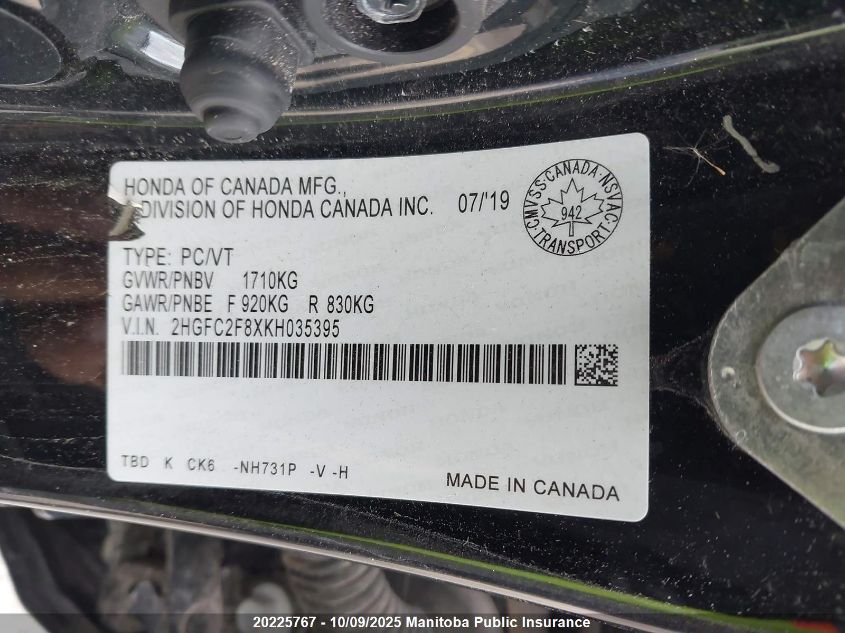 HONDA OF CANADA MFG.,
DIVISION OF HONDA CANADA INC. 07/'19
CMVSS·CANADA·NSVAC
942
TRANSPORT
TYPE: PC/VT
GVWR/PNBV 1710KG
GAWR/PNBE F 920KG R 830KG
V.I.N. 2HGFC2F8XKH035395
TBD K CK6 -NH731P -V -H
MADE IN CANADA
20225767 - 10/09/2025 Manitoba Public Insurance